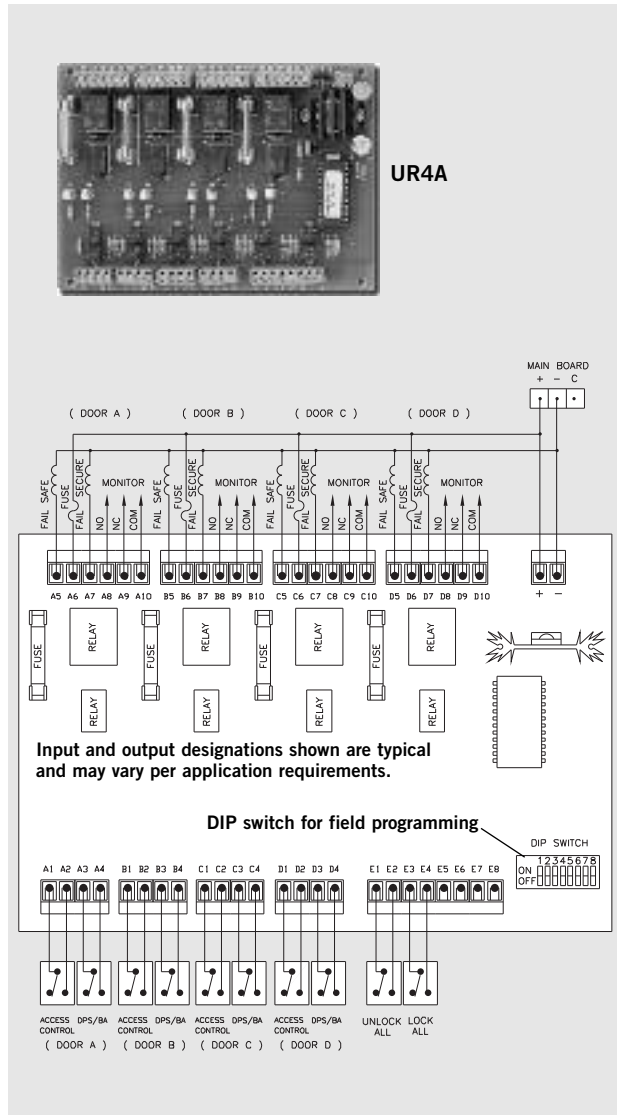 UR4A
MAIN BOARD
+ - C
( DOOR A ) ( DOOR B ) ( DOOR C ) ( DOOR D )
FAIL SAFE FUSE FAIL SECURE NO MONITOR NC COM FAIL SAFE FUSE FAIL SECURE NO MONITOR NC COM FAIL SAFE FUSE FAIL SECURE NO MONITOR NC COM FAIL SAFE FUSE FAIL SECURE NO MONITOR NC COM
A5 A6 A7 A8 A9 A10 B5 B6 B7 B8 B9 B10 C5 C6 C7 C8 C9 C10 D5 D6 D7 D8 D9 D10 + -
FUSE RELAY FUSE RELAY FUSE RELAY FUSE RELAY
RELAY RELAY RELAY RELAY
Input and output designations shown are typical
and may vary per application requirements.
DIP switch for field programming
DIP SWITCH
12345678
ON
OFF
A1 A2 A3 A4 B1 B2 B3 B4 C1 C2 C3 C4 D1 D2 D3 D4 E1 E2 E3 E4 E5 E6 E7 E8
ACCESS CONTROL DPS/BA ACCESS CONTROL DPS/BA ACCESS CONTROL DPS/BA ACCESS CONTROL DPS/BA UNLOCK ALL LOCK ALL
( DOOR A ) ( DOOR B ) ( DOOR C ) ( DOOR D )